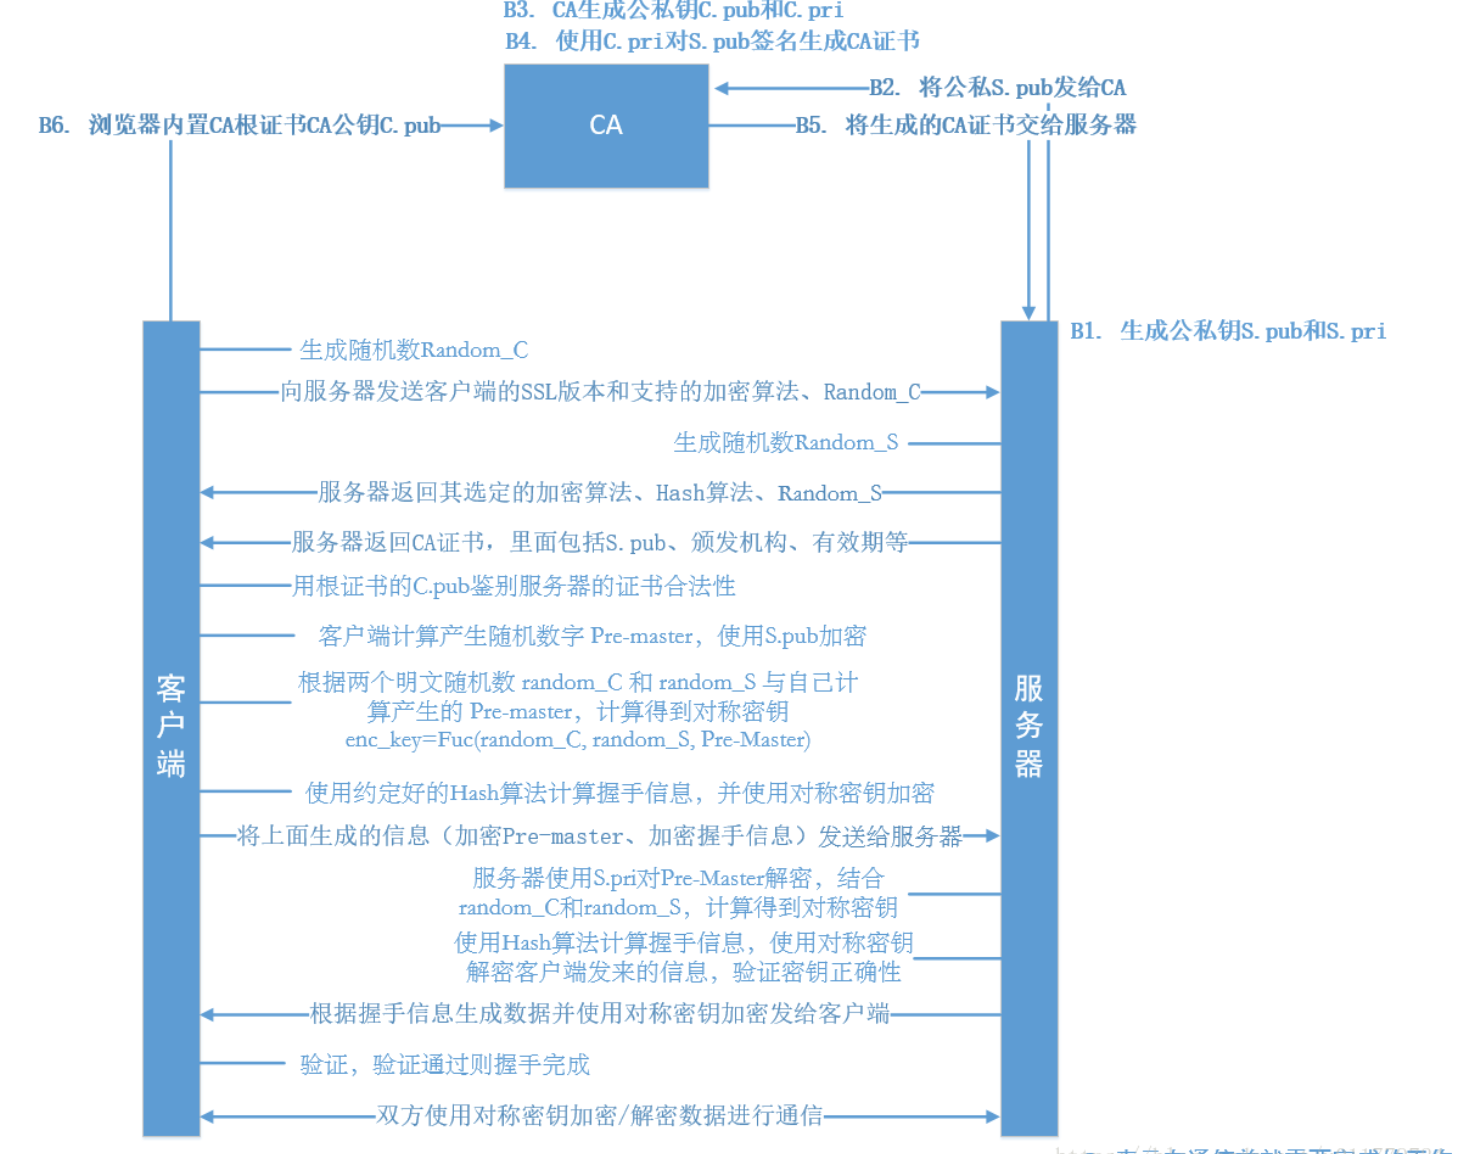 B3. CA生成公私钥C.pub和C.pri
B4. 使用C.pri对S.pub签名生成CA证书
B2. 将公私S.pub发给CA
B6. 浏览器内置CA根证书CA公钥C.pub
CA
B5. 将生成的CA证书交给服务器
B1. 生成公私钥S.pub和S.pri
生成随机数Random_C
向服务器发送客户端的SSL版本和支持的加密算法、Random_C
生成随机数Random_S
服务器返回其选定的加密算法、Hash算法、Random_S
服务器返回CA证书，里面包括S.pub、颁发机构、有效期等
用根证书的C.pub鉴别服务器的证书合法性
客户端计算产生随机数字 Pre-master，使用S.pub加密
客户端
服务器
根据两个明文随机数 random_C 和 random_S 与自己计
算产生的 Pre-master，计算得到对称密钥
enc_key=Fuc(random_C, random_S, Pre-Master)
使用约定好的Hash算法计算握手信息，并使用对称密钥加密
将上面生成的信息（加密Pre-master、加密握手信息）发送给服务器
服务器使用S.pri对Pre-Master解密，结合
random_C和random_S，计算得到对称密钥
使用Hash算法计算握手信息，使用对称密钥
解密客户端发来的信息，验证密钥正确性
根据握手信息生成数据并使用对称密钥加密发给客户端
验证，验证通过则握手完成
双方使用对称密钥加密/解密数据进行通信